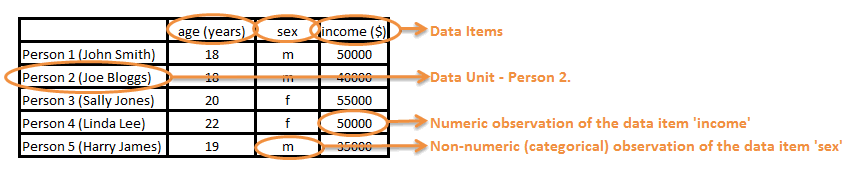 age (years) sex income ($) Data Items
Person 1 (John Smith) 18 m 50000
Person 2 (Joe Bloggs) 18 m 40000 Data Unit - Person 2.
Person 3 (Sally Jones) 20 f 55000
Person 4 (Linda Lee) 22 f 50000 Numeric observation of the data item 'income'
Person 5 (Harry James) 19 m 35000 Non-numeric (categorical) observation of the data item 'sex'